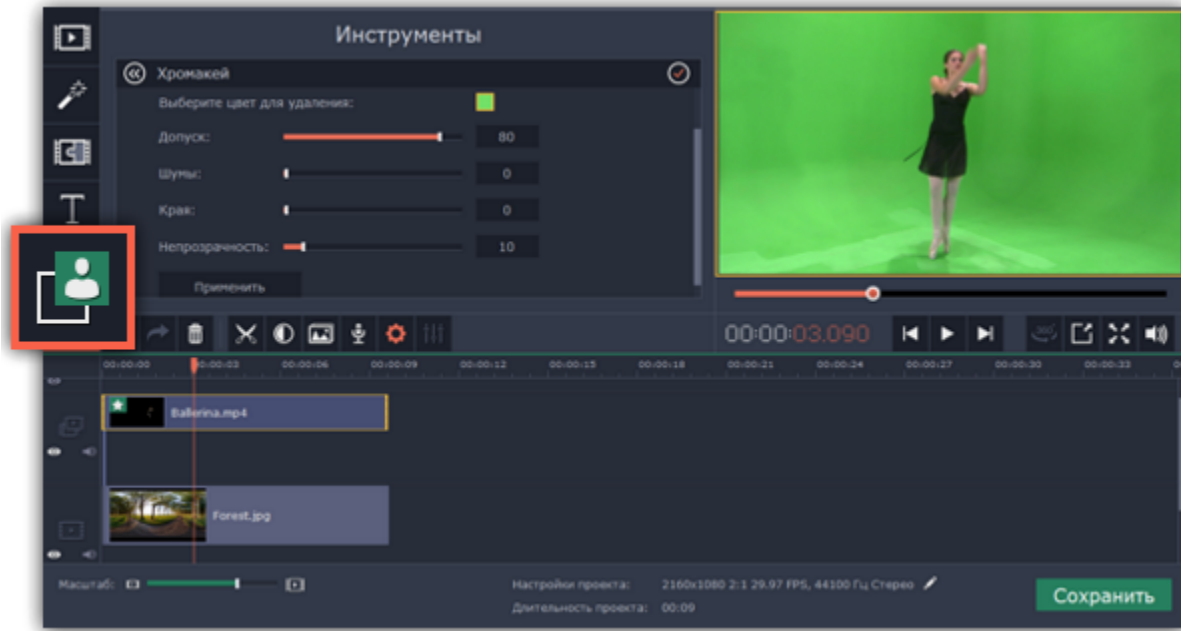 Инструменты
Хромакей
Выберите цвет для удаления:
Допуск: 80
Шумы: 0
Края: 0
Непрозрачность: 10
Применить
T
00:00:03.090
360°
00:00:00 00:00:03 00:00:06 00:00:09 00:00:12 00:00:15 00:00:18 00:00:21 00:00:24 00:00:27 00:00:30 00:00:33
Ballerina.mp4
Forest.jpg
Масштаб:
Настройки проекта: 2160x1080 2:1 29.97 FPS, 44100 Гц Стерео
Длительность проекта: 00:09
Сохранить